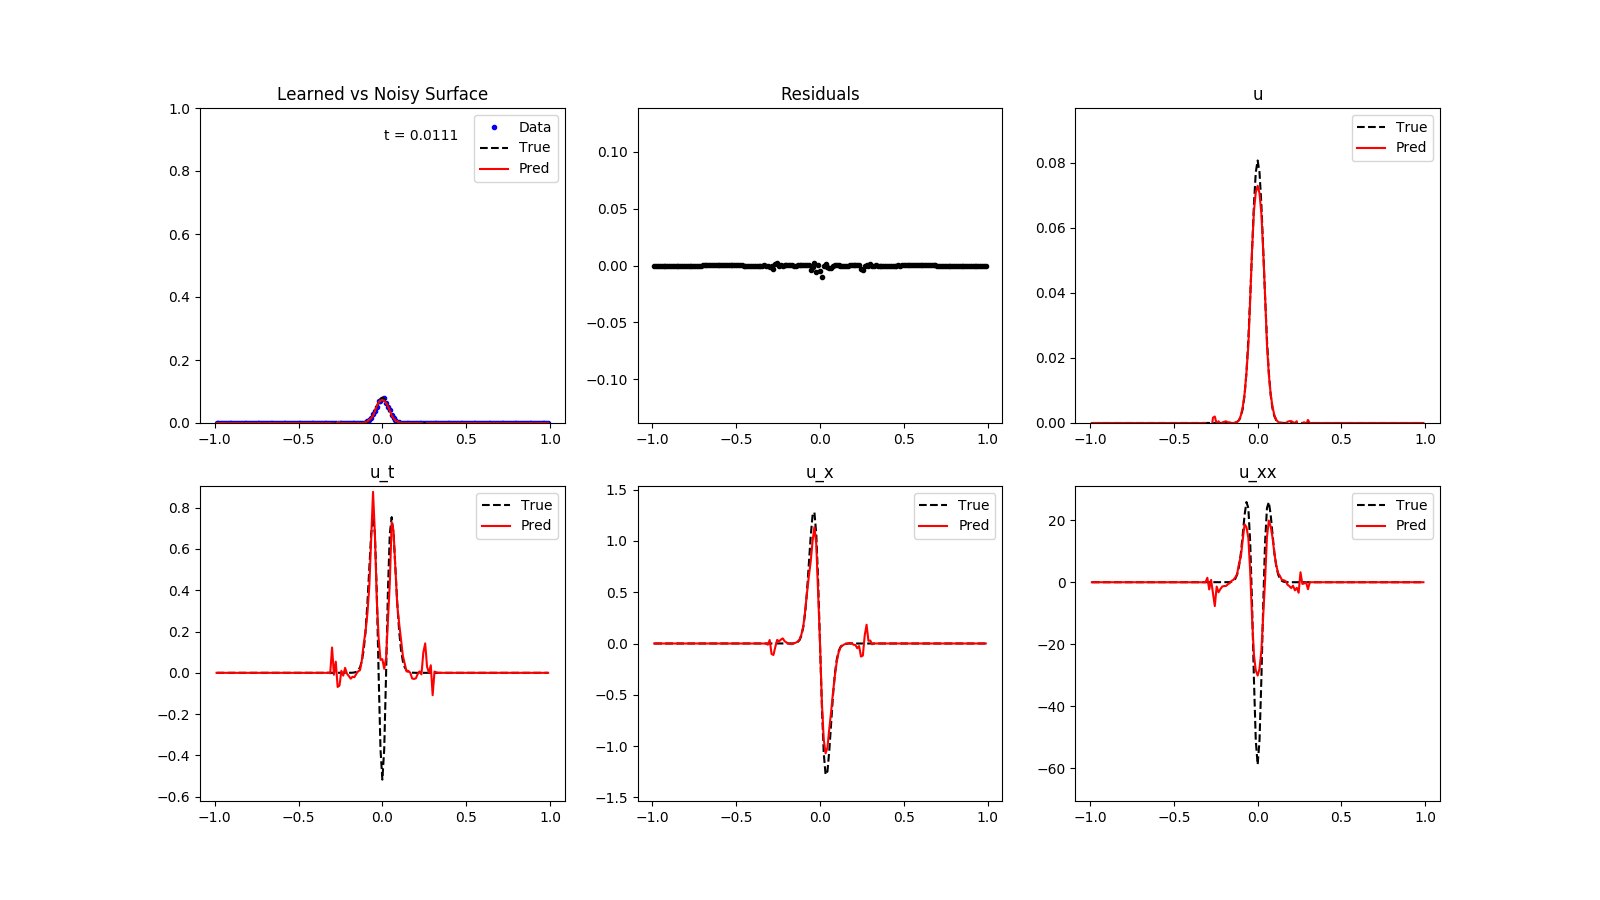 Learned vs Noisy Surface
1.0
0.8
0.6
0.4
0.2
0.0
−1.0 −0.5 0.0 0.5 1.0
t = 0.0111
Data
True
Pred
Residuals
0.10
0.05
0.00
−0.05
−0.10
−1.0 −0.5 0.0 0.5 1.0
u
0.08
0.06
0.04
0.02
0.00
−1.0 −0.5 0.0 0.5 1.0
True
Pred
u_t
0.8
0.6
0.4
0.2
0.0
−0.2
−0.4
−0.6
−1.0 −0.5 0.0 0.5 1.0
True
Pred
u_x
1.5
1.0
0.5
0.0
−0.5
−1.0
−1.5
−1.0 −0.5 0.0 0.5 1.0
True
Pred
u_xx
20
0
−20
−40
−60
−1.0 −0.5 0.0 0.5 1.0
True
Pred